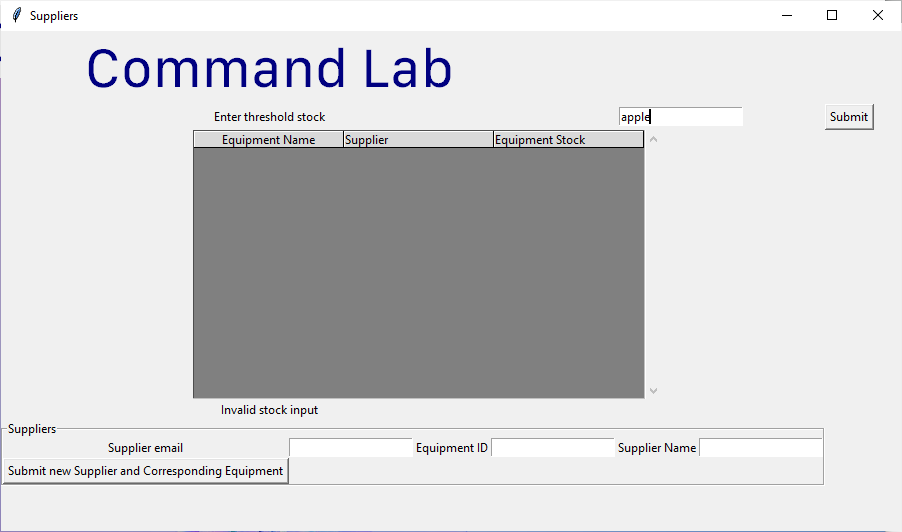 Suppliers
Command Lab
Enter threshold stock apple Submit
Equipment Name Supplier Equipment Stock
Invalid stock input
Suppliers
Supplier email Equipment ID Supplier Name
Submit new Supplier and Corresponding Equipment